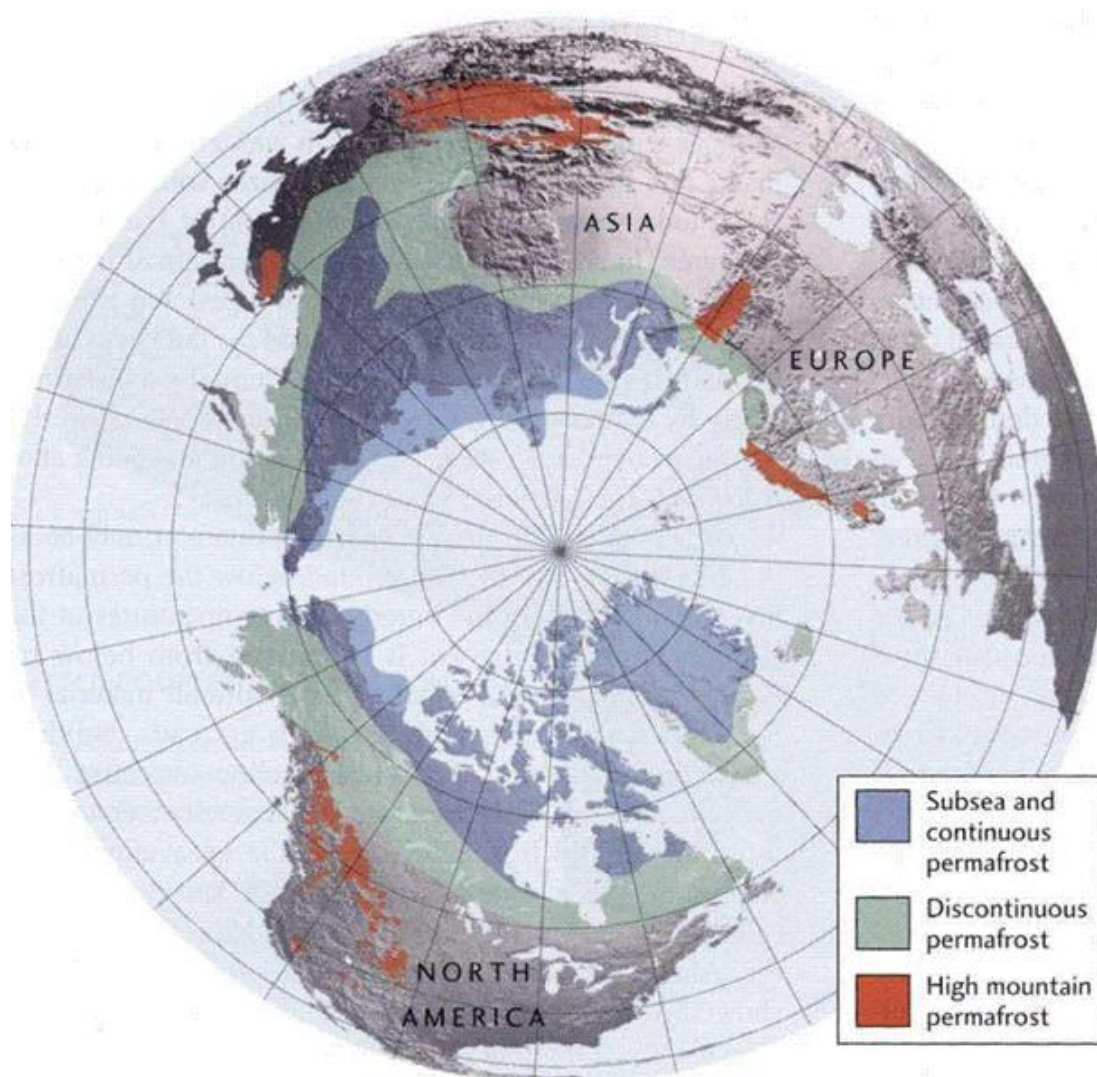 ASIA
EUROPE
NORTH
AMERICA
Subsea and
continuous
permafrost
Discontinuous
permafrost
High mountain
permafrost